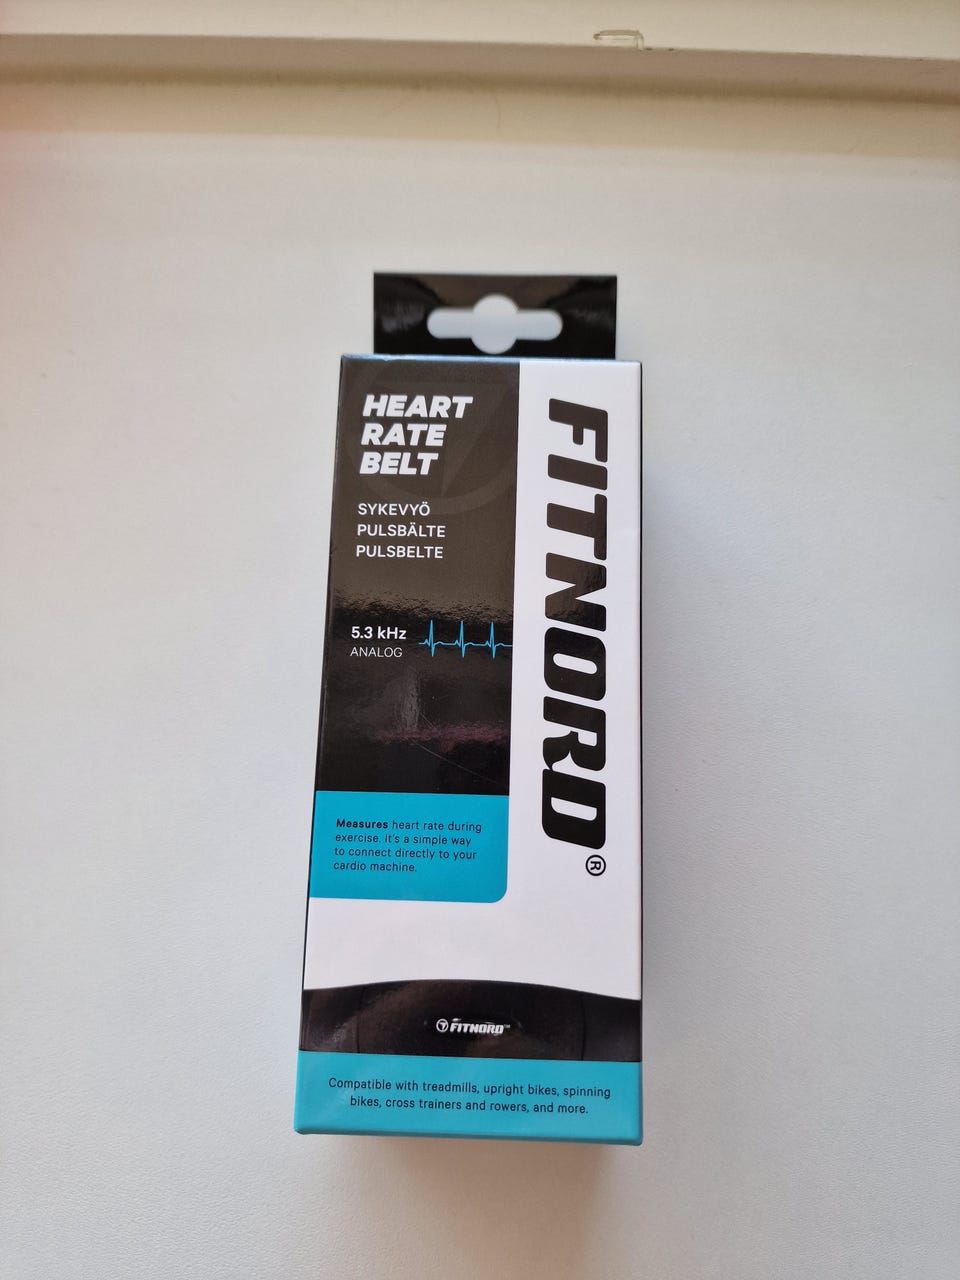 HEART
RATE
BELT
SYKEVYÖ
PULSBÄLTE
PULSBELTE
5.3 kHz
ANALOG
FITNORD®
Measures heart rate during
exercise. It's a simple way
to connect directly to your
cardio machine.
FITNORD™
Compatible with treadmills, upright bikes, spinning
bikes, cross trainers and rowers, and more.